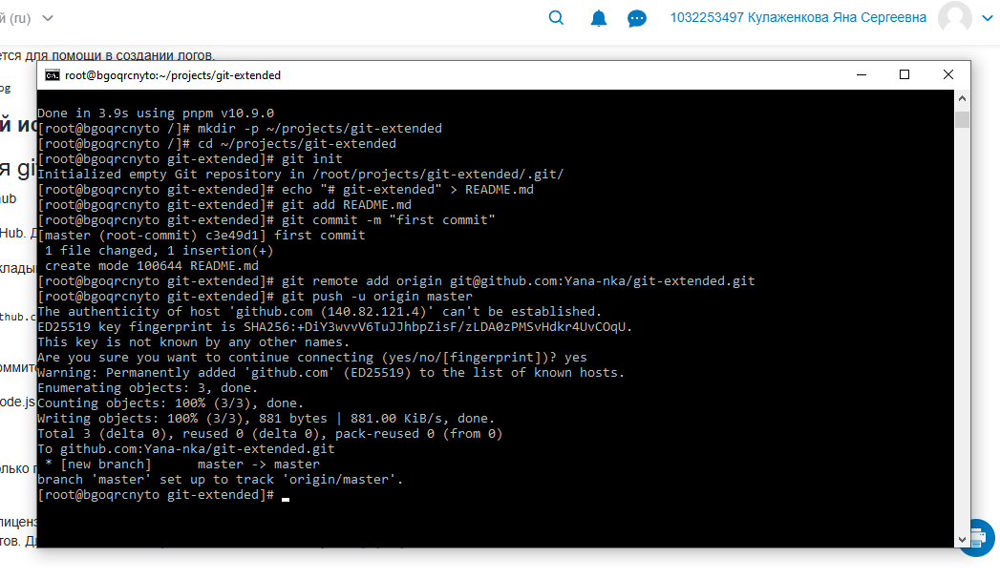 й (ru)
1032253497 Кулаженкова Яна Сергеевна
ется для помощи в создании логов.
root@bgoqrcnyto:~/projects/git-extended
og
Done in 3.9s using pnpm v10.9.0
[root@bgoqrcnyto /]# mkdir -p ~/projects/git-extended
[root@bgoqrcnyto /]# cd ~/projects/git-extended
[root@bgoqrcnyto git-extended]# git init
Initialized empty Git repository in /root/projects/git-extended/.git/
[root@bgoqrcnyto git-extended]# echo "# git-extended" > README.md
[root@bgoqrcnyto git-extended]# git add README.md
[root@bgoqrcnyto git-extended]# git commit -m "first commit"
[master (root-commit) c3e49d1] first commit
 1 file changed, 1 insertion(+)
 create mode 100644 README.md
[root@bgoqrcnyto git-extended]# git remote add origin git@github.com:Yana-nka/git-extended.git
[root@bgoqrcnyto git-extended]# git push -u origin master
The authenticity of host 'github.com (140.82.121.4)' can't be established.
ED25519 key fingerprint is SHA256:+DiY3wvvV6TuJJhbpZisF/zLDA0zPMSvHdkr4UvCOqU.
This key is not known by any other names.
Are you sure you want to continue connecting (yes/no/[fingerprint])? yes
Warning: Permanently added 'github.com' (ED25519) to the list of known hosts.
Enumerating objects: 3, done.
Counting objects: 100% (3/3), done.
Writing objects: 100% (3/3), 881 bytes | 881.00 KiB/s, done.
Total 3 (delta 0), reused 0 (delta 0), pack-reused 0 (from 0)
To github.com:Yana-nka/git-extended.git
 * [new branch]      master -> master
branch 'master' set up to track 'origin/master'.
[root@bgoqrcnyto git-extended]#